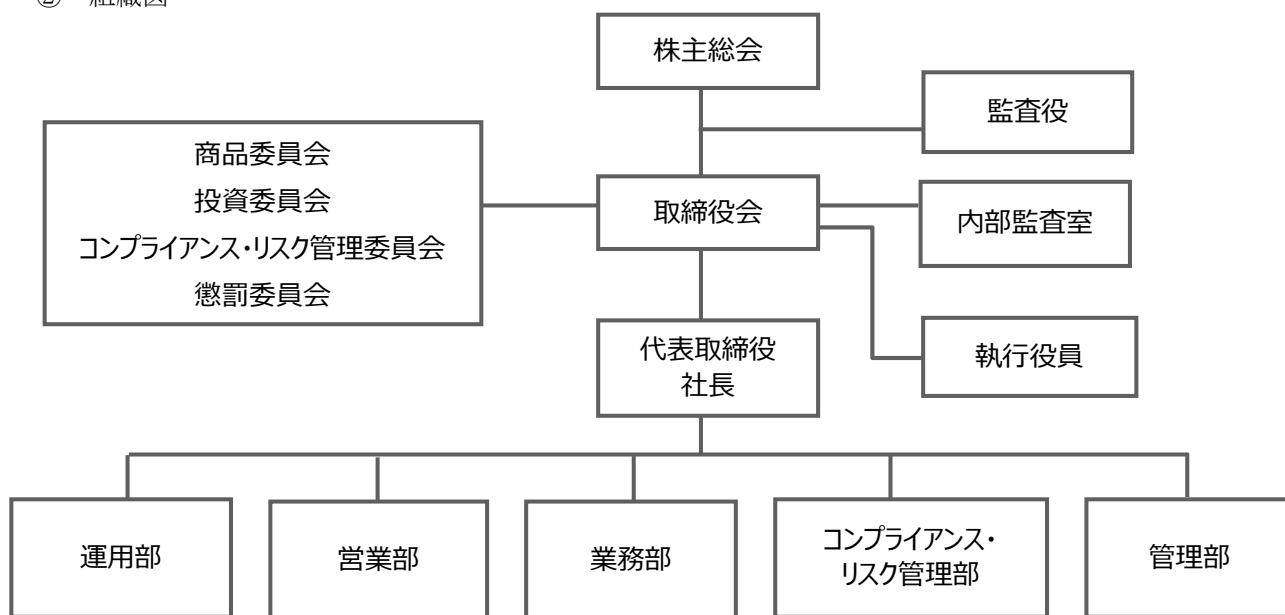 ② 組織図
株主総会
監査役
商品委員会
投資委員会
コンプライアンス・リスク管理委員会
懲罰委員会
取締役会
内部監査室
代表取締役
社長
執行役員
運用部
営業部
業務部
コンプライアンス・
リスク管理部
管理部